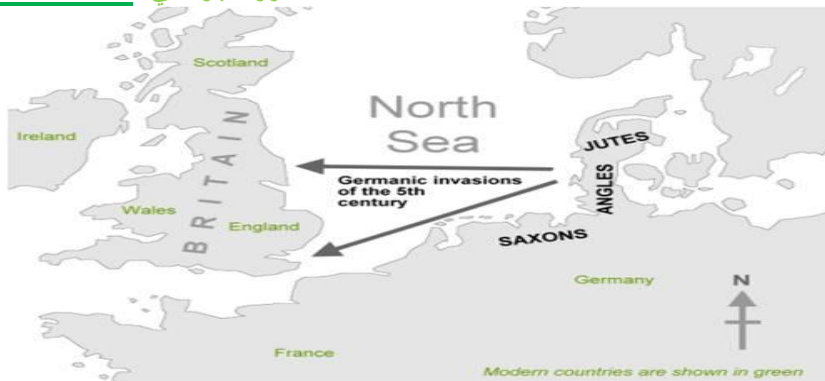 Scotland
North
Sea
Ireland
BRITAIN
JUTES
ANGLES
Germanic invasions
of the 5th
century
Wales
England
SAXONS
Germany
N
France
Modern countries are shown in green